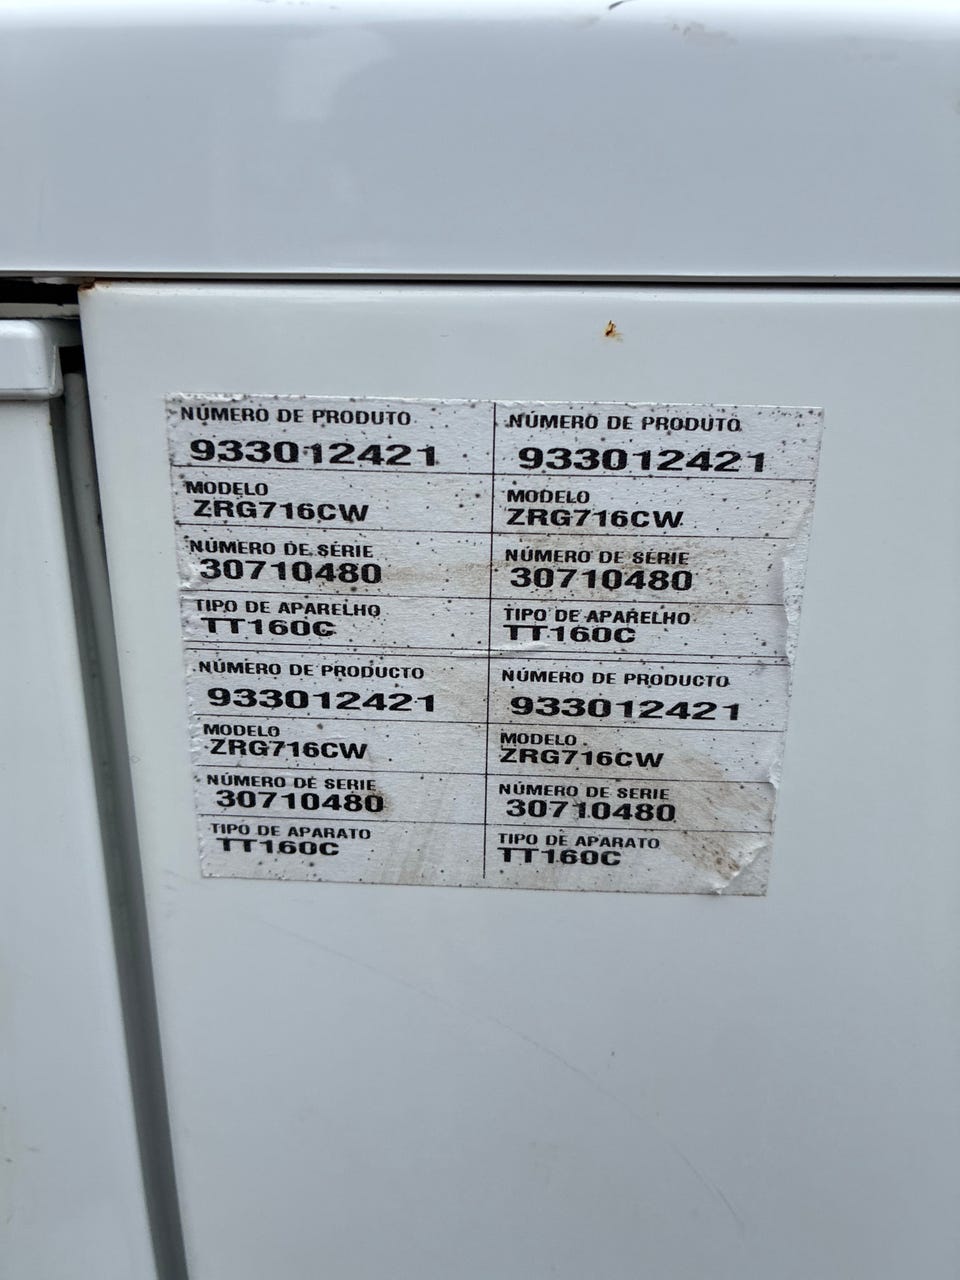 NÚMERO DE PRODUTO
933012421
MODELO
ZRG716CW
NÚMERO DE SÉRIE
30710480
TIPO DE APARELHO
TT160C
NÚMERO DE PRODUCTO
933012421
MODELO
ZRG716CW
NÚMERO DE SERIE
30710480
TIPO DE APARATO
TT160C
NÚMERO DE PRODUTO
933012421
MODELO
ZRG716CW
NÚMERO DE SÉRIE
30710480
TIPO DE APARELHO
TT160C
NÚMERO DE PRODUCTO
933012421
MODELO
ZRG716CW
NÚMERO DE SERIE
30710480
TIPO DE APARATO
TT160C